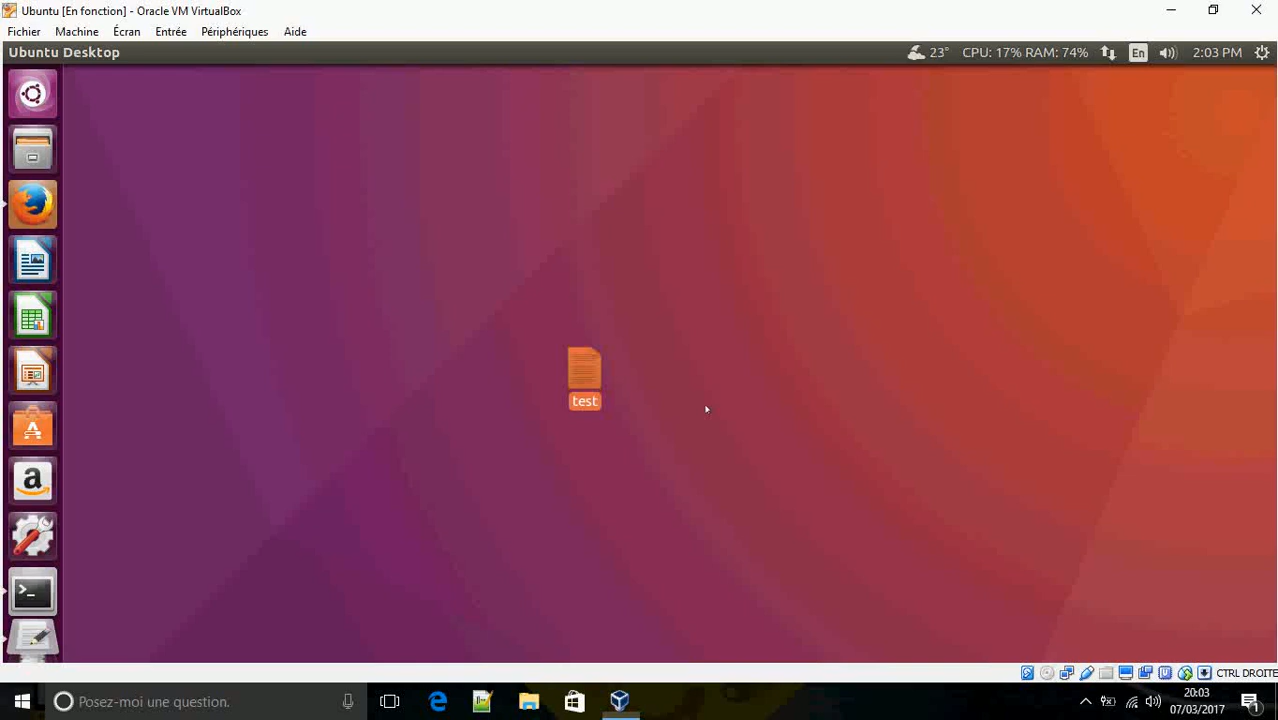 Ubuntu [En fonction] - Oracle VM VirtualBox
Fichier Machine Écran Entrée Périphériques Aide
Ubuntu Desktop 23° CPU: 17% RAM: 74% En 2:03 PM
test
CTRL DROITE
Posez-moi une question. 20:03
07/03/2017